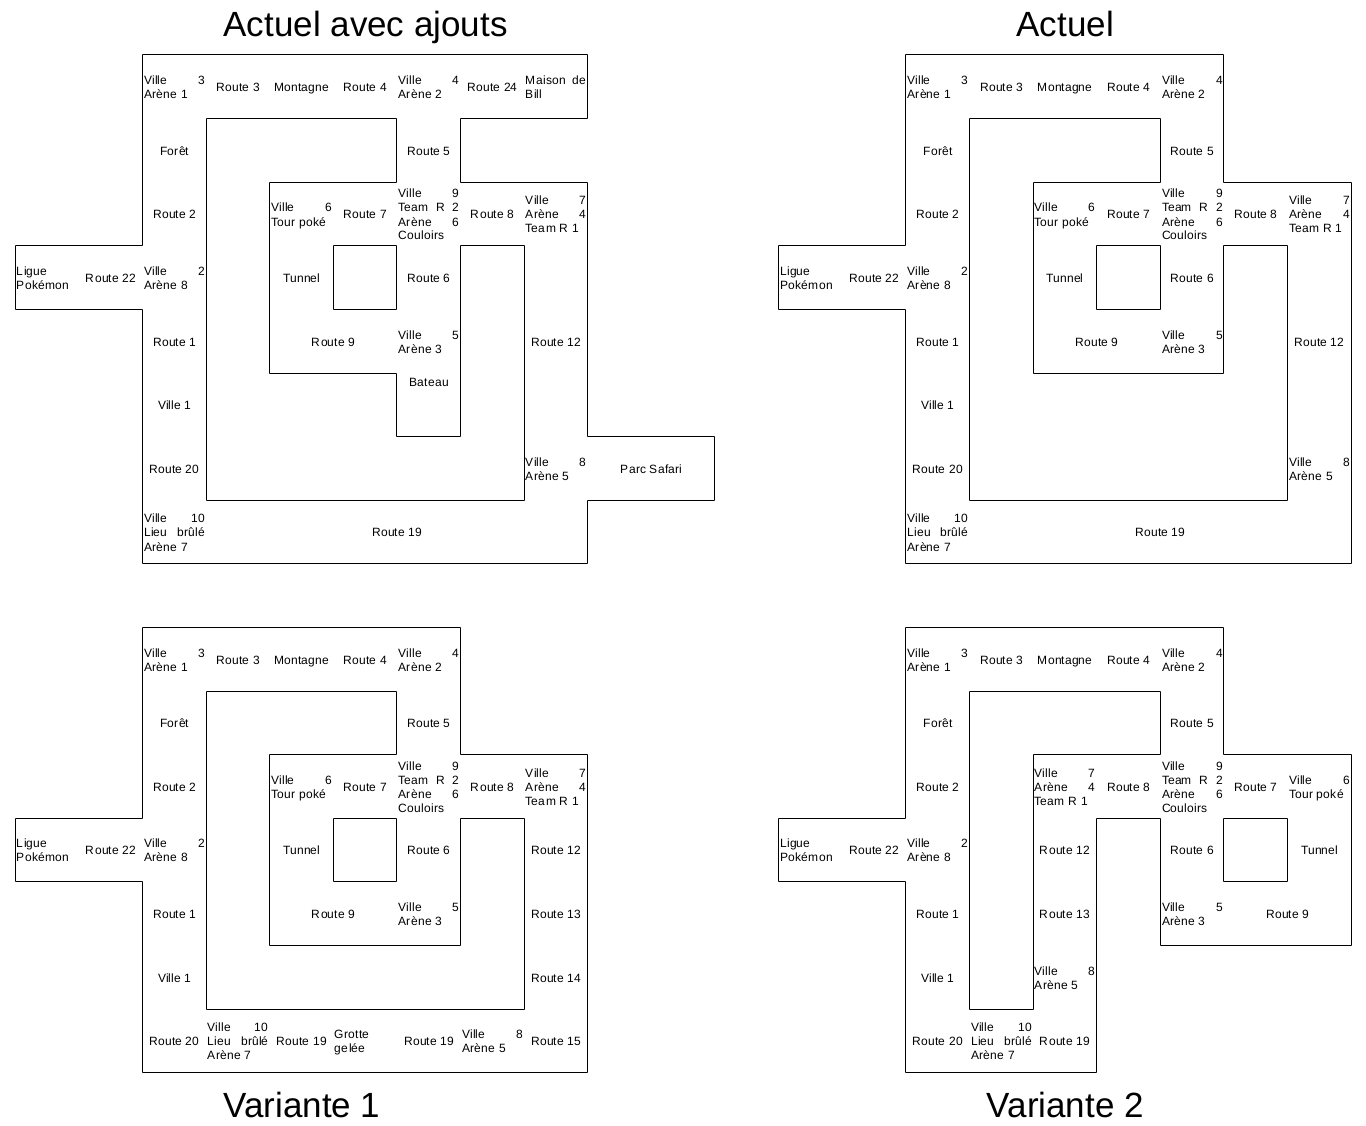 Actuel avec ajouts
Ville 3
Arène 1
Route 3
Montagne
Route 4
Ville 4
Arène 2
Route 24
Maison de
Bill
Forêt
Route 5
Route 2
Ville 6
Tour poké
Route 7
Ville 9
Team R 2
Arène 6
Couloirs
Route 8
Ville 7
Arène 4
Team R 1
Ligue
Pokémon
Route 22
Ville 2
Arène 8
Tunnel
Route 6
Route 1
Route 9
Ville 5
Arène 3
Route 12
Bateau
Ville 1
Route 20
Ville 8
Arène 5
Parc Safari
Ville 10
Lieu brûlé
Arène 7
Route 19
Actuel
Ville 3
Arène 1
Route 3
Montagne
Route 4
Ville 4
Arène 2
Forêt
Route 5
Route 2
Ville 6
Tour poké
Route 7
Ville 9
Team R 2
Arène 6
Couloirs
Route 8
Ville 7
Arène 4
Team R 1
Ligue
Pokémon
Route 22
Ville 2
Arène 8
Tunnel
Route 6
Route 1
Route 9
Ville 5
Arène 3
Route 12
Ville 1
Route 20
Ville 8
Arène 5
Ville 10
Lieu brûlé
Arène 7
Route 19
Ville 3
Arène 1
Route 3
Montagne
Route 4
Ville 4
Arène 2
Forêt
Route 5
Route 2
Ville 6
Tour poké
Route 7
Ville 9
Team R 2
Arène 6
Couloirs
Route 8
Ville 7
Arène 4
Team R 1
Ligue
Pokémon
Route 22
Ville 2
Arène 8
Tunnel
Route 6
Route 12
Route 1
Route 9
Ville 5
Arène 3
Route 13
Ville 1
Route 14
Route 20
Ville 10
Lieu brûlé
Arène 7
Route 19
Grotte
gelée
Route 19
Ville 8
Arène 5
Route 15
Variante 1
Ville 3
Arène 1
Route 3
Montagne
Route 4
Ville 4
Arène 2
Forêt
Route 5
Route 2
Ville 7
Arène 4
Team R 1
Route 8
Ville 9
Team R 2
Arène 6
Couloirs
Route 7
Ville 6
Tour poké
Ligue
Pokémon
Route 22
Ville 2
Arène 8
Route 12
Route 6
Tunnel
Route 1
Route 13
Ville 5
Arène 3
Route 9
Ville 1
Ville 8
Arène 5
Route 20
Ville 10
Lieu brûlé
Arène 7
Route 19
Variante 2